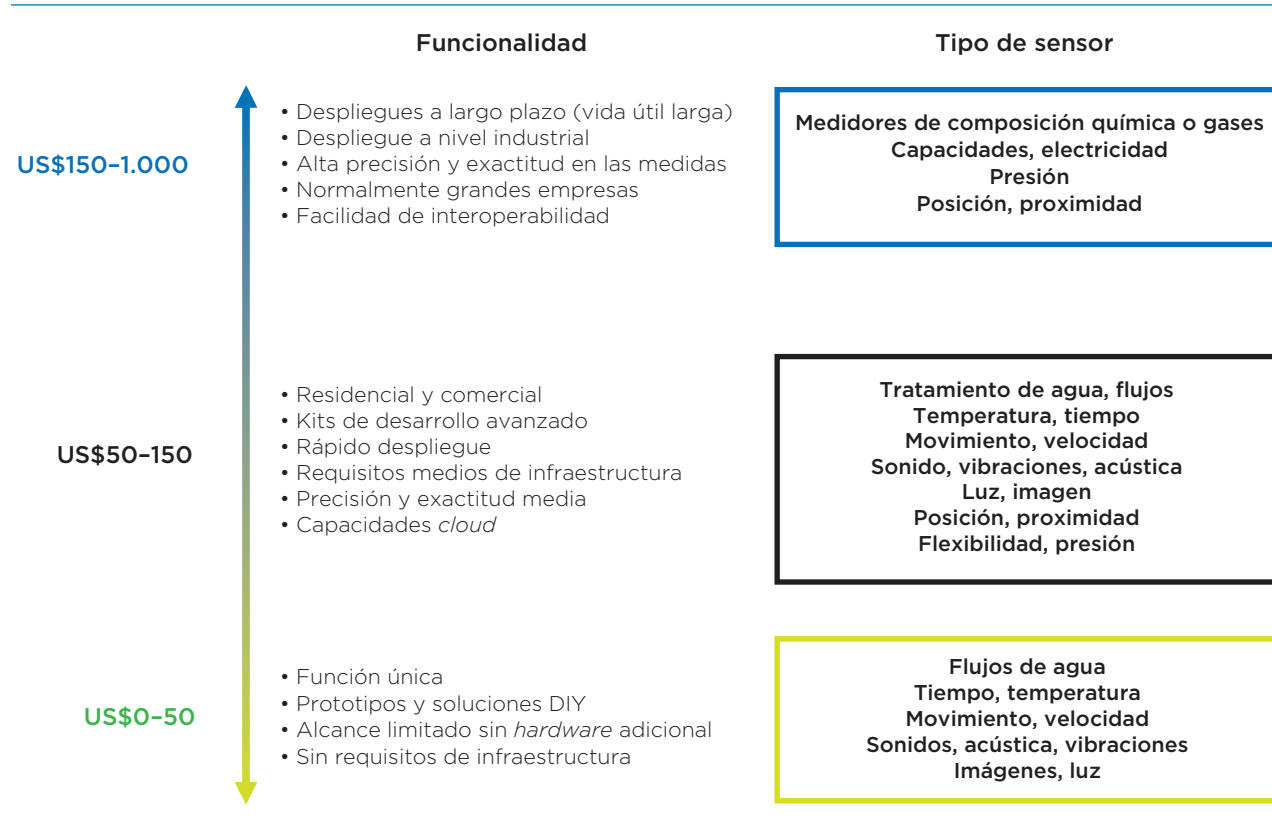 Funcionalidad
Tipo de sensor
US$150–1.000
• Despliegues a largo plazo (vida útil larga)
• Despliegue a nivel industrial
• Alta precisión y exactitud en las medidas
• Normalmente grandes empresas
• Facilidad de interoperabilidad
Medidores de composición química o gases
Capacidades, electricidad
Presión
Posición, proximidad
US$50–150
• Residencial y comercial
• Kits de desarrollo avanzado
• Rápido despliegue
• Requisitos medios de infraestructura
• Precisión y exactitud media
• Capacidades cloud
Tratamiento de agua, flujos
Temperatura, tiempo
Movimiento, velocidad
Sonido, vibraciones, acústica
Luz, imagen
Posición, proximidad
Flexibilidad, presión
US$0–50
• Función única
• Prototipos y soluciones DIY
• Alcance limitado sin hardware adicional
• Sin requisitos de infraestructura
Flujos de agua
Tiempo, temperatura
Movimiento, velocidad
Sonidos, acústica, vibraciones
Imágenes, luz